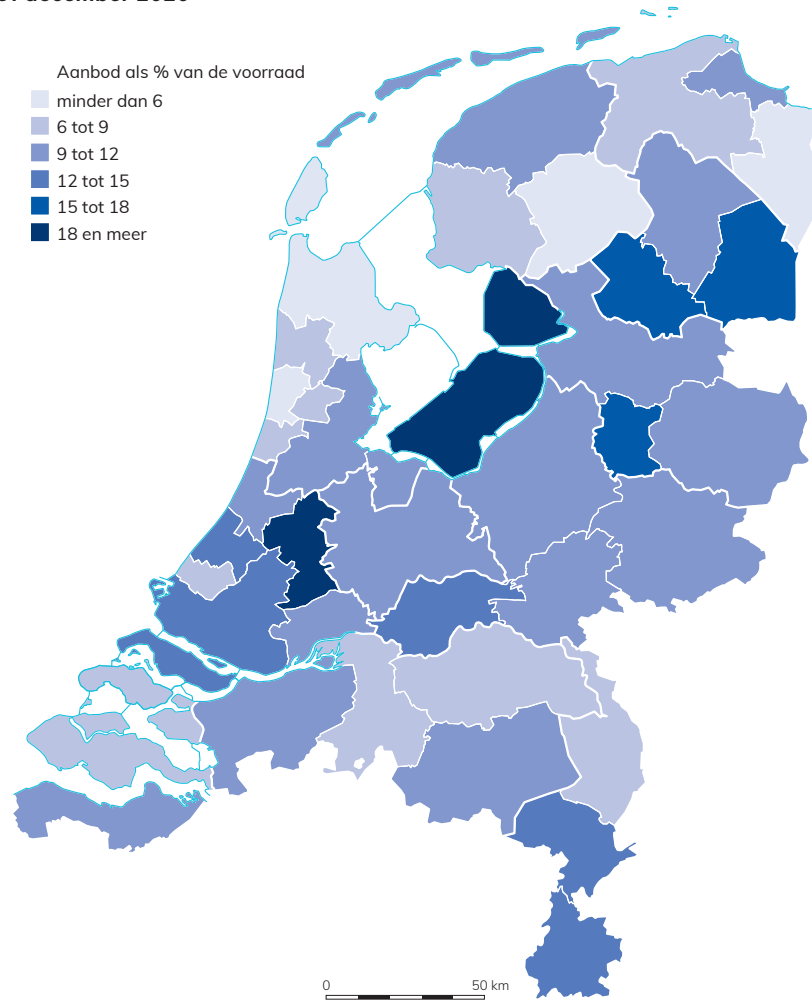 december
Aanbod als % van de voorraad
minder dan 6
6 tot 9
9 tot 12
12 tot 15
15 tot 18
18 en meer
0 50 km